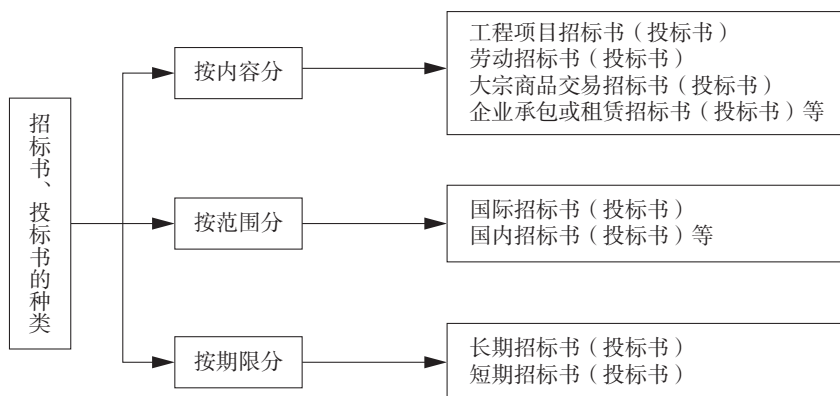 招标书、投标书的种类
按内容分
工程项目招标书（投标书）
劳动招标书（投标书）
大宗商品交易招标书（投标书）
企业承包或租赁招标书（投标书）等
按范围分
国际招标书（投标书）
国内招标书（投标书）等
按期限分
长期招标书（投标书）
短期招标书（投标书）